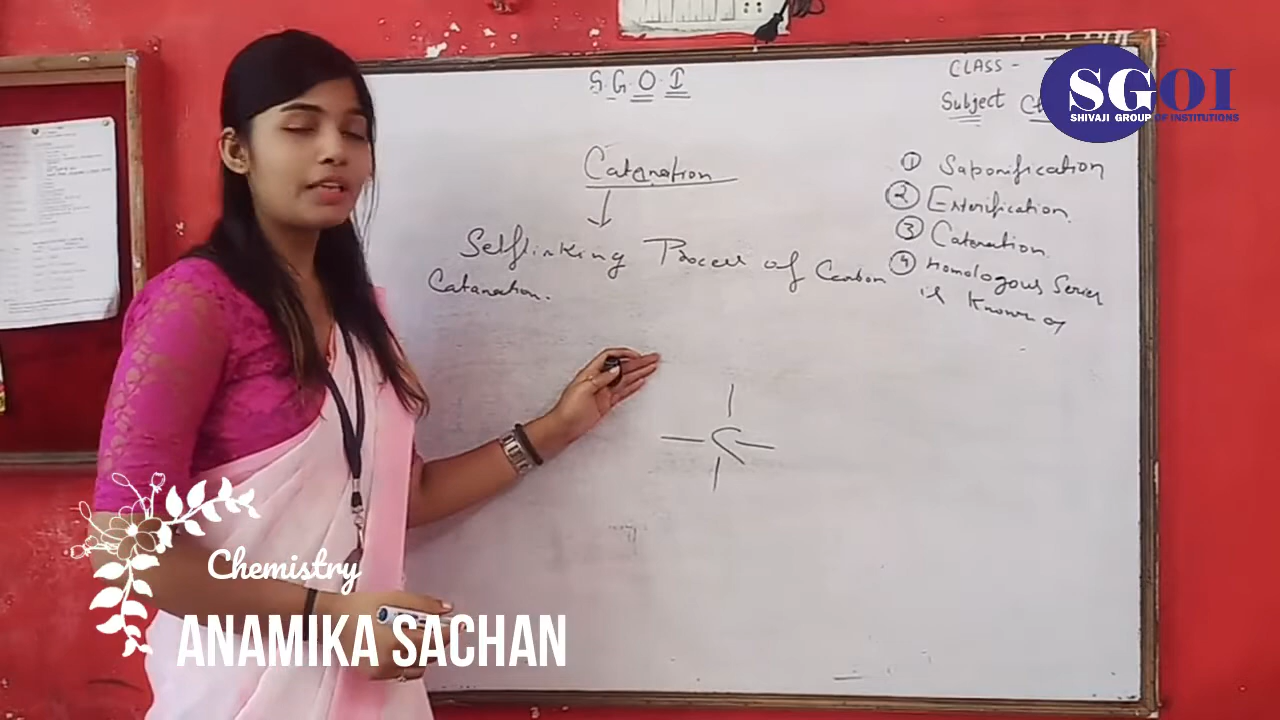 S.G.O.I
CLASS -
Subject
SGOI
SHIVAJI GROUP OF INSTITUTIONS
Catenation
Selflinking Process of Carbon
Catanation.
① Saponification
② Esterification
③ Catenation
④ Homologous Series
is Known as
C
Chemistry
ANAMIKA SACHAN